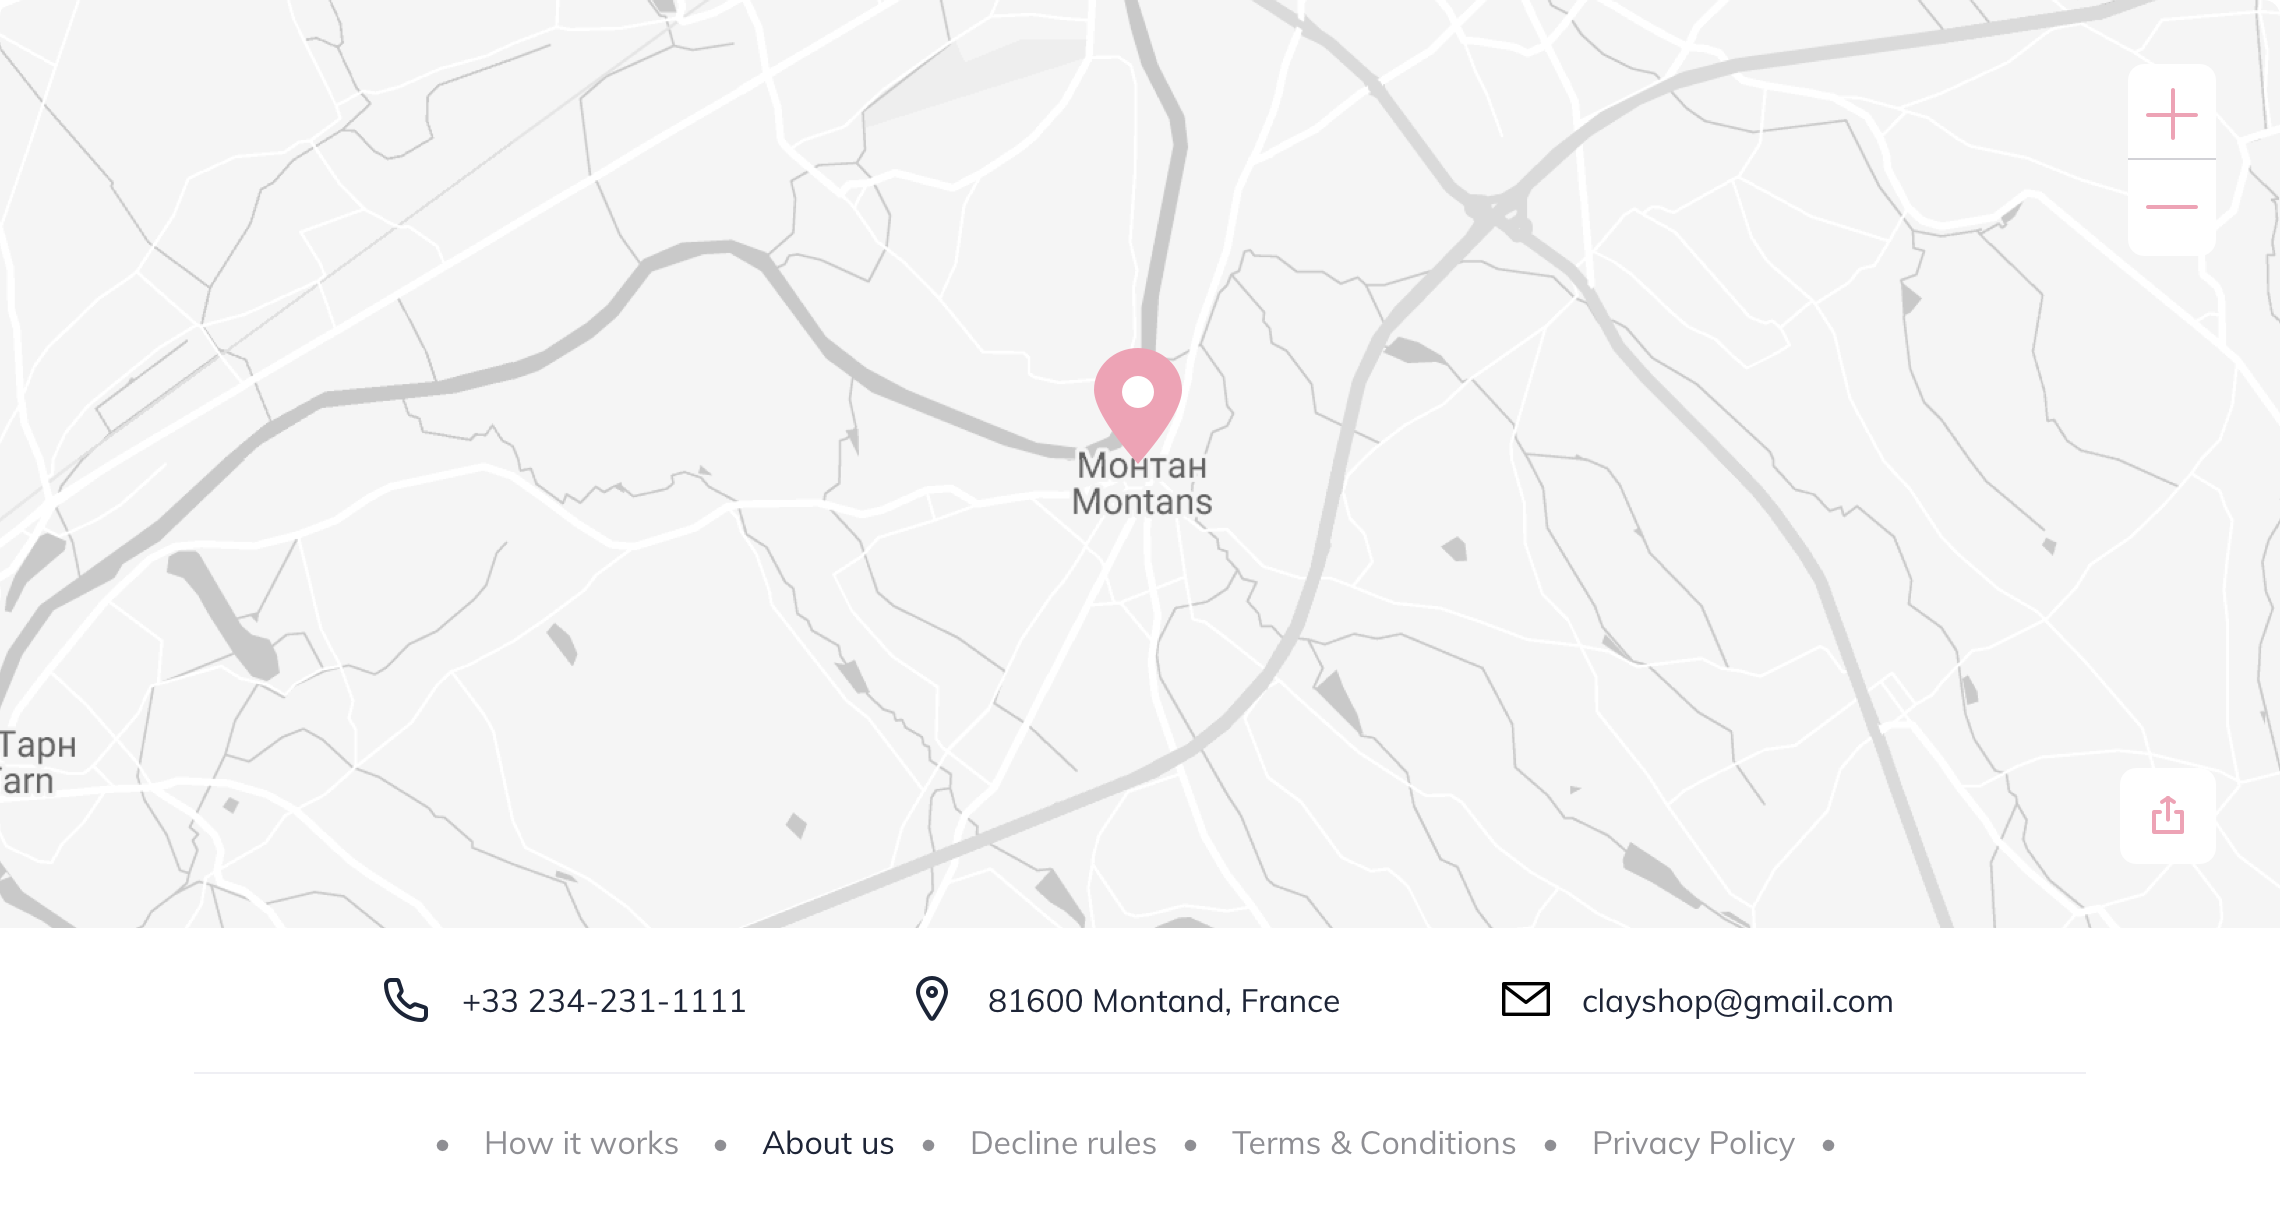 Монтан
Montans
Тарн
arn
+33 234-231-1111
81600 Montand, France
clayshop@gmail.com
• How it works • About us • Decline rules • Terms & Conditions • Privacy Policy •